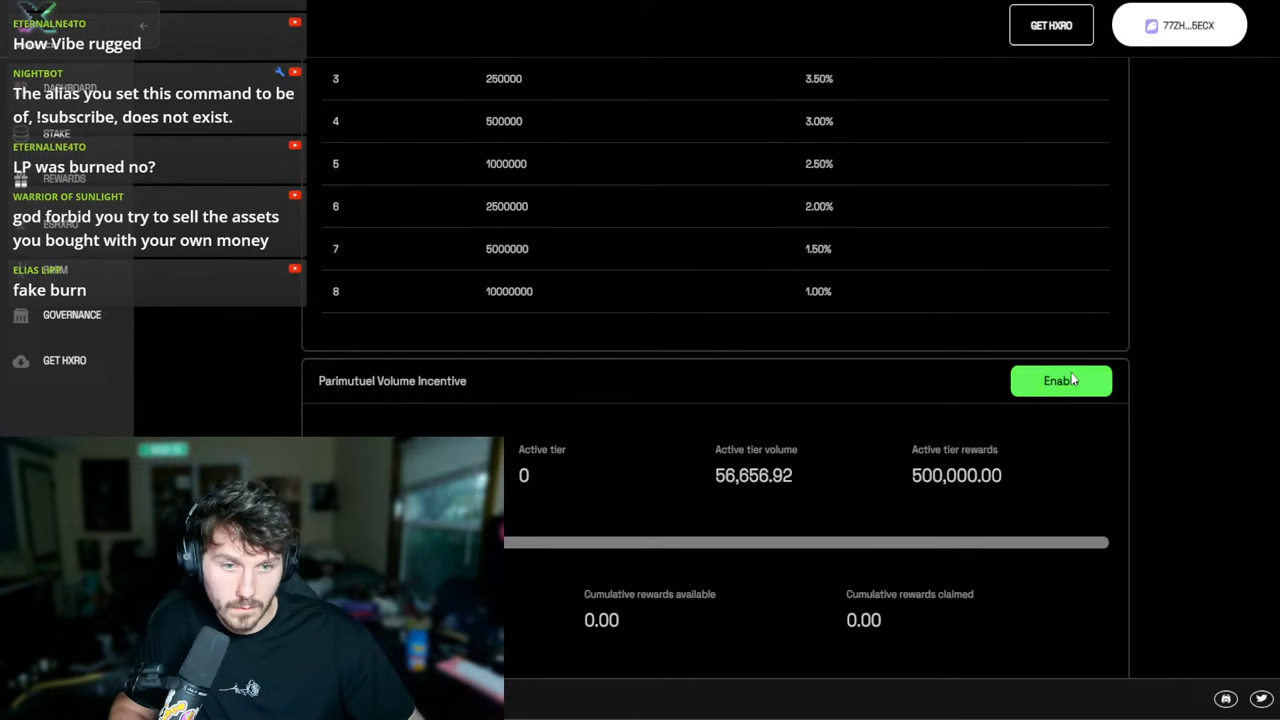 ETERNALNE4TO
How Vibe rugged
NIGHTBOT
The alias you set this command to be
of, !subscribe, does not exist.
ETERNALNE4TO
LP was burned no?
WARRIOR OF SUNLIGHT
god forbid you try to sell the assets
you bought with your own money
fake burn
DASHBOARD
STAKE
REWARDS
ESHXRO
GOVERNANCE
GET HXRO
GET HXRO
77ZH...5ECX
3 250000 3.50%
4 500000 3.00%
5 1000000 2.50%
6 2500000 2.00%
7 5000000 1.50%
8 10000000 1.00%
Parimutuel Volume Incentive
Enable
Active tier Active tier volume Active tier rewards
0 56,656.92 500,000.00
Cumulative rewards available Cumulative rewards claimed
0.00 0.00